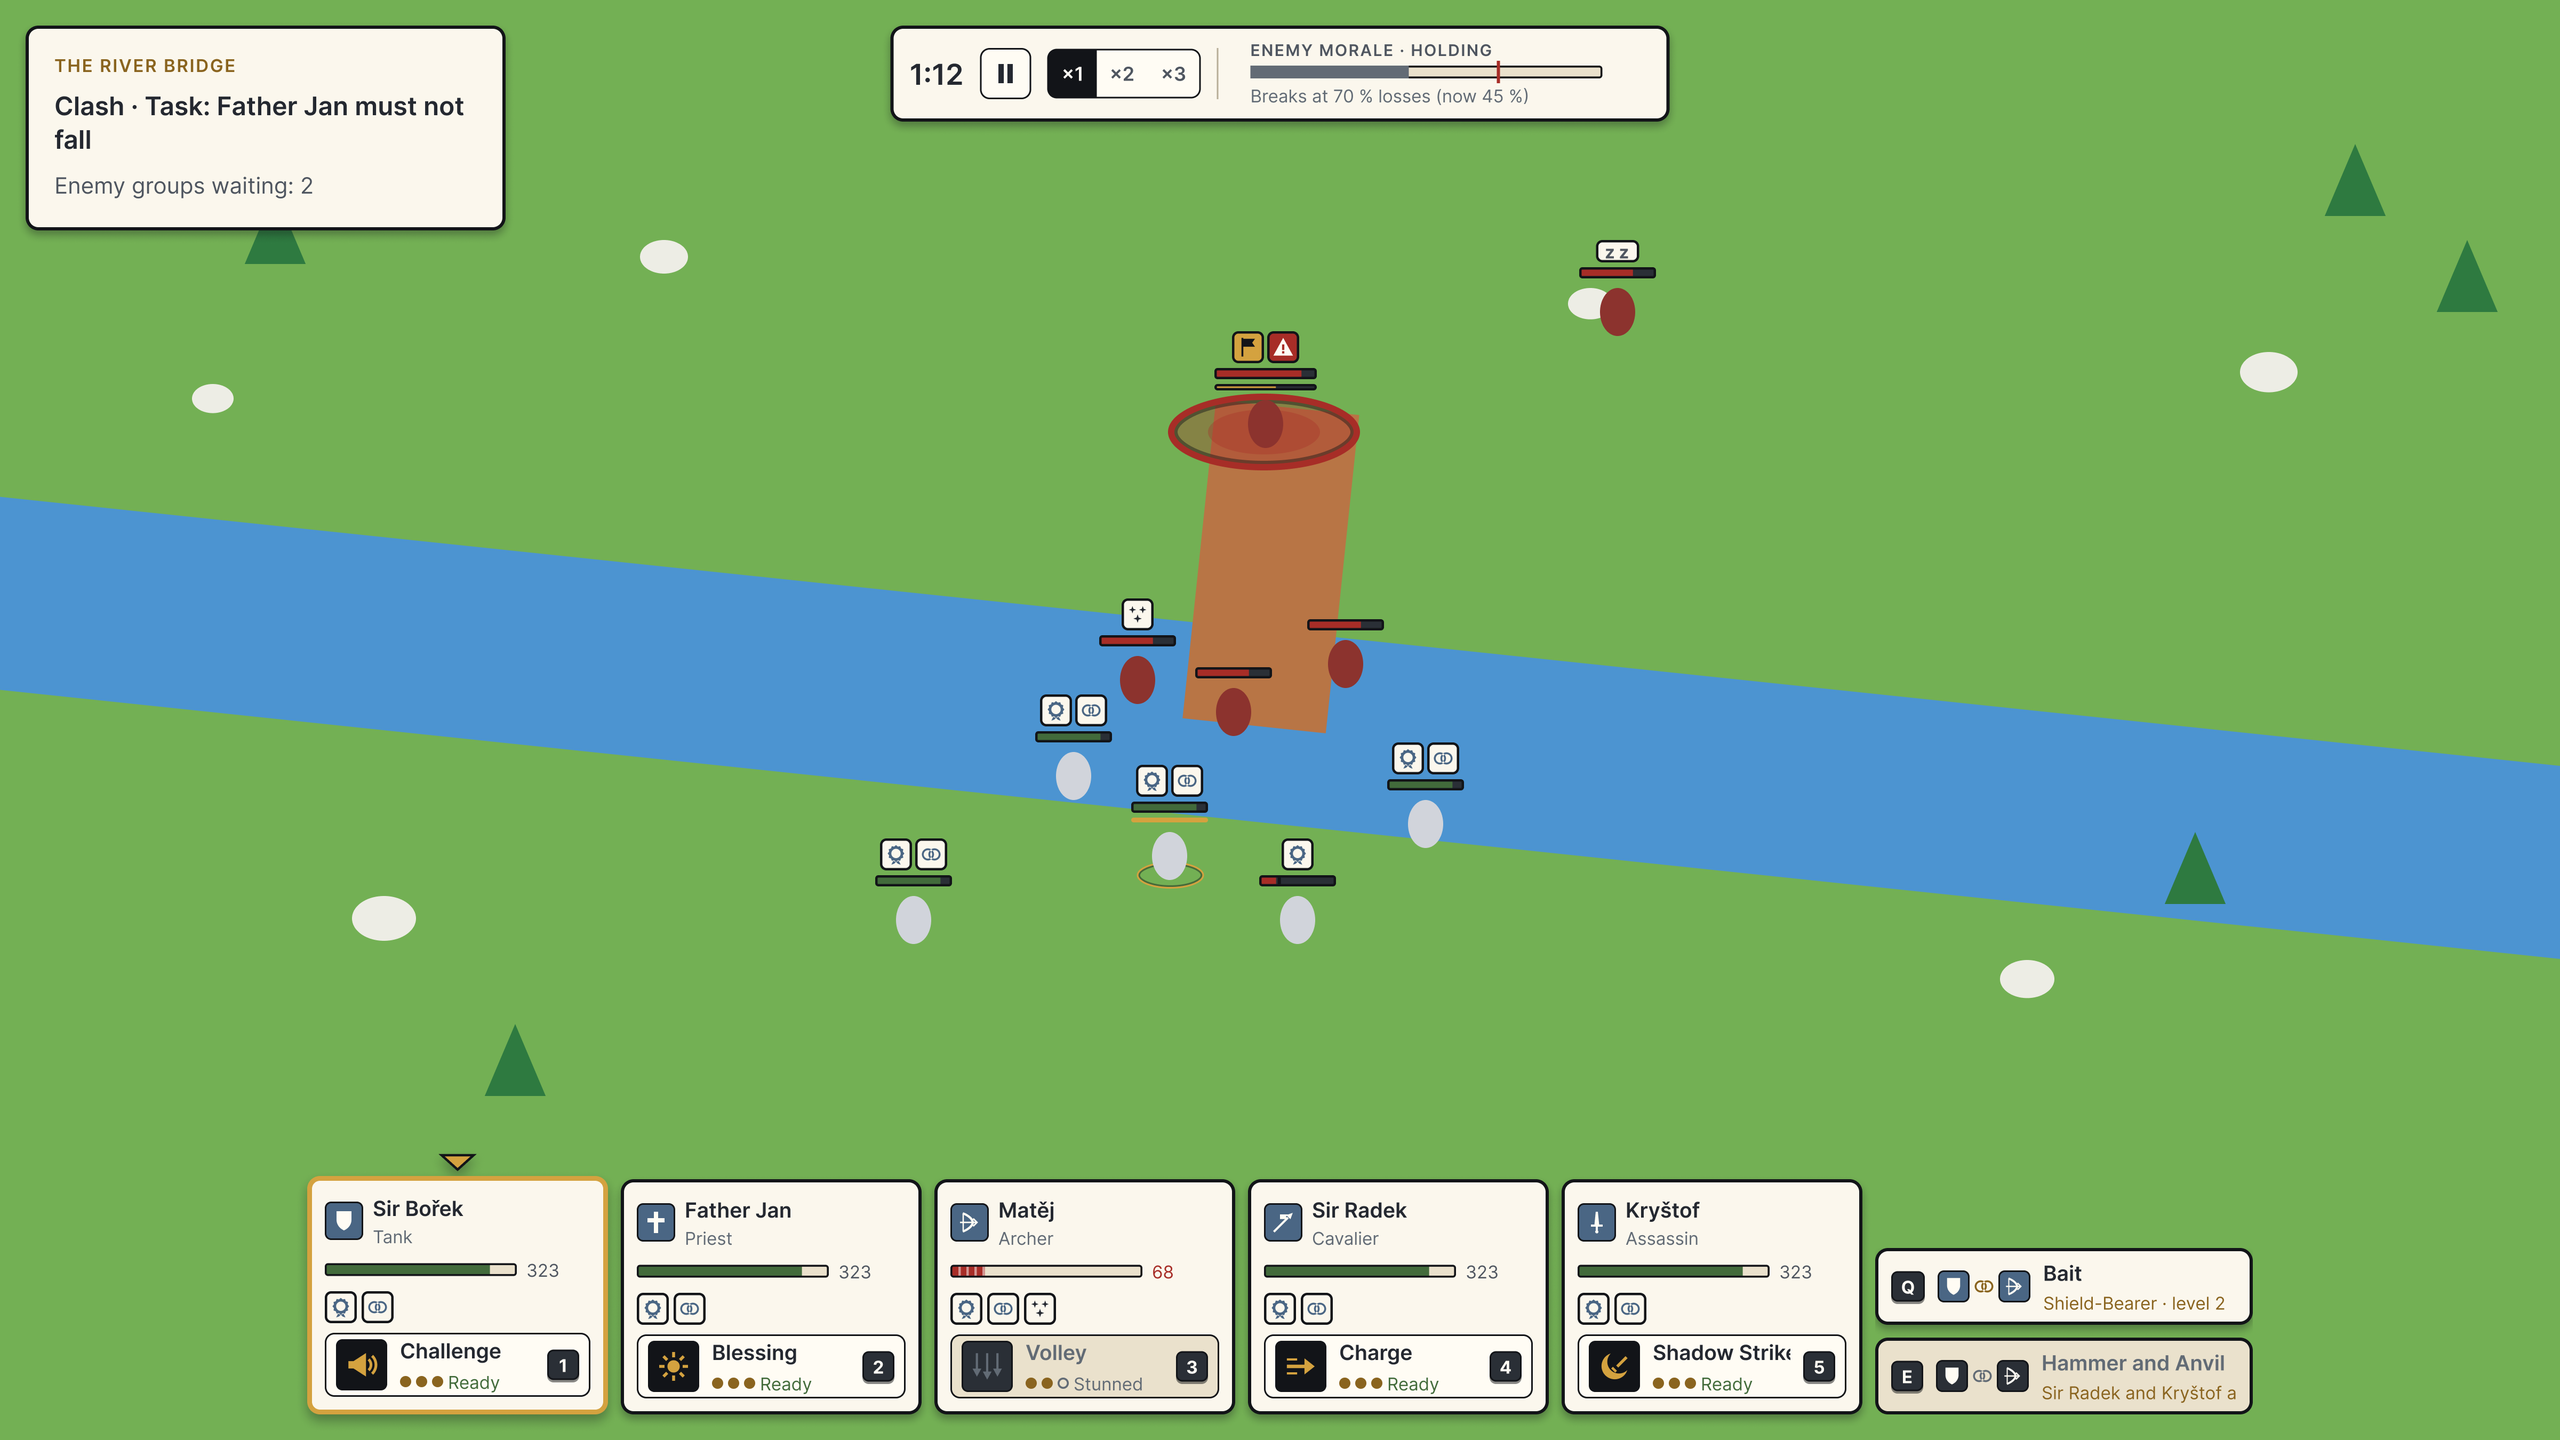 THE RIVER BRIDGE
Clash · Task: Father Jan must not
fall
Enemy groups waiting: 2
1:12
×1 ×2 ×3
ENEMY MORALE · HOLDING
Breaks at 70 % losses (now 45 %)
z z
Sir Bořek
Tank
323
Challenge
Ready
1
Father Jan
Priest
323
Blessing
Ready
2
Matěj
Archer
68
Volley
Stunned
3
Sir Radek
Cavalier
323
Charge
Ready
4
Kryštof
Assassin
323
Shadow Strike
Ready
5
Q
Bait
Shield-Bearer · level 2
E
Hammer and Anvil
Sir Radek and Kryštof a